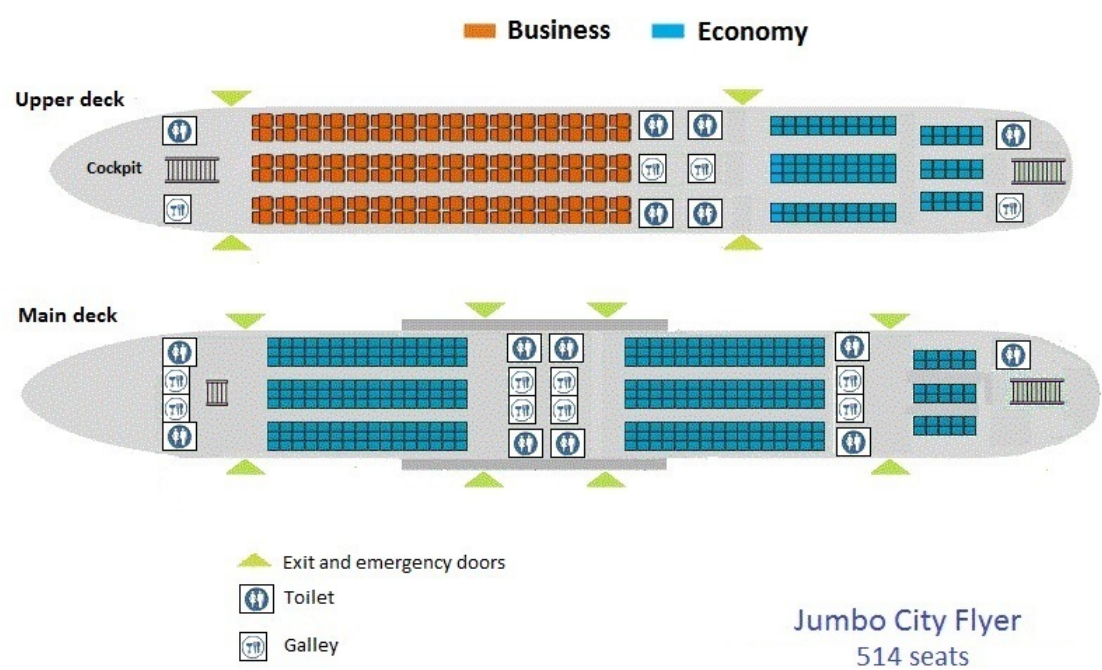 Business
Economy
Upper deck
Cockpit
Main deck
Exit and emergency doors
Toilet
Galley
Jumbo City Flyer
514 seats